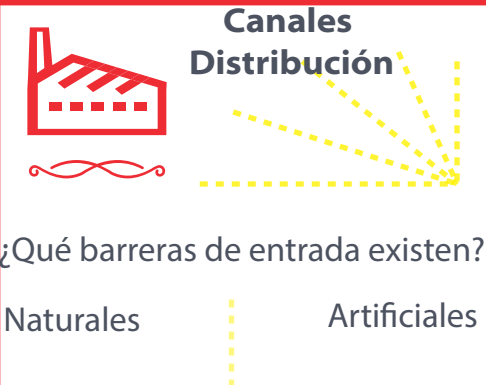 Canales
Distribución
¿Qué barreras de entrada existen?
Naturales
Artificiales